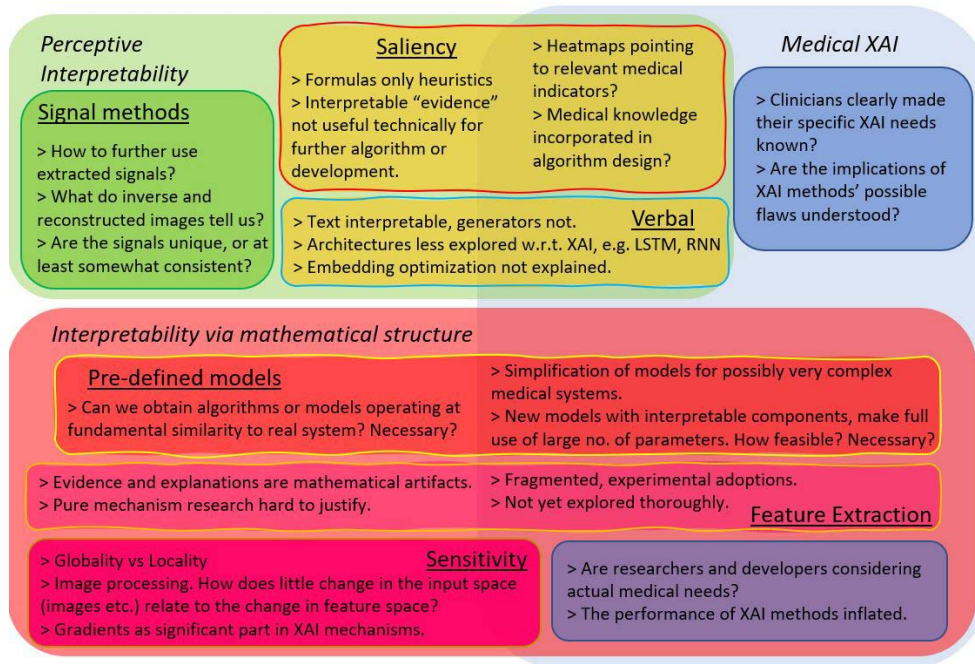 Perceptive
Interpretability
Signal methods
> How to further use
extracted signals?
> What do inverse and
reconstructed images tell us?
> Are the signals unique, or at
least somewhat consistent?
Saliency
> Formulas only heuristics
> Interpretable “evidence”
not useful technically for
further algorithm or
development.
> Heatmaps pointing
to relevant medical
indicators?
> Medical knowledge
incorporated in
algorithm design?
> Text interpretable, generators not.
Verbal
> Architectures less explored w.r.t. XAI, e.g. LSTM, RNN
> Embedding optimization not explained.
Medical XAI
> Clinicians clearly made
their specific XAI needs
known?
> Are the implications of
XAI methods’ possible
flaws understood?
Interpretability via mathematical structure
Pre-defined models
> Can we obtain algorithms or models operating at
fundamental similarity to real system? Necessary?
> Simplification of models for possibly very complex
medical systems.
> New models with interpretable components, make full
use of large no. of parameters. How feasible? Necessary?
> Evidence and explanations are mathematical artifacts.
> Pure mechanism research hard to justify.
> Fragmented, experimental adoptions.
> Not yet explored thoroughly.
Feature Extraction
> Globality vs Locality
Sensitivity
> Image processing. How does little change in the input space
(images etc.) relate to the change in feature space?
> Gradients as significant part in XAI mechanisms.
> Are researchers and developers considering
actual medical needs?
> The performance of XAI methods inflated.